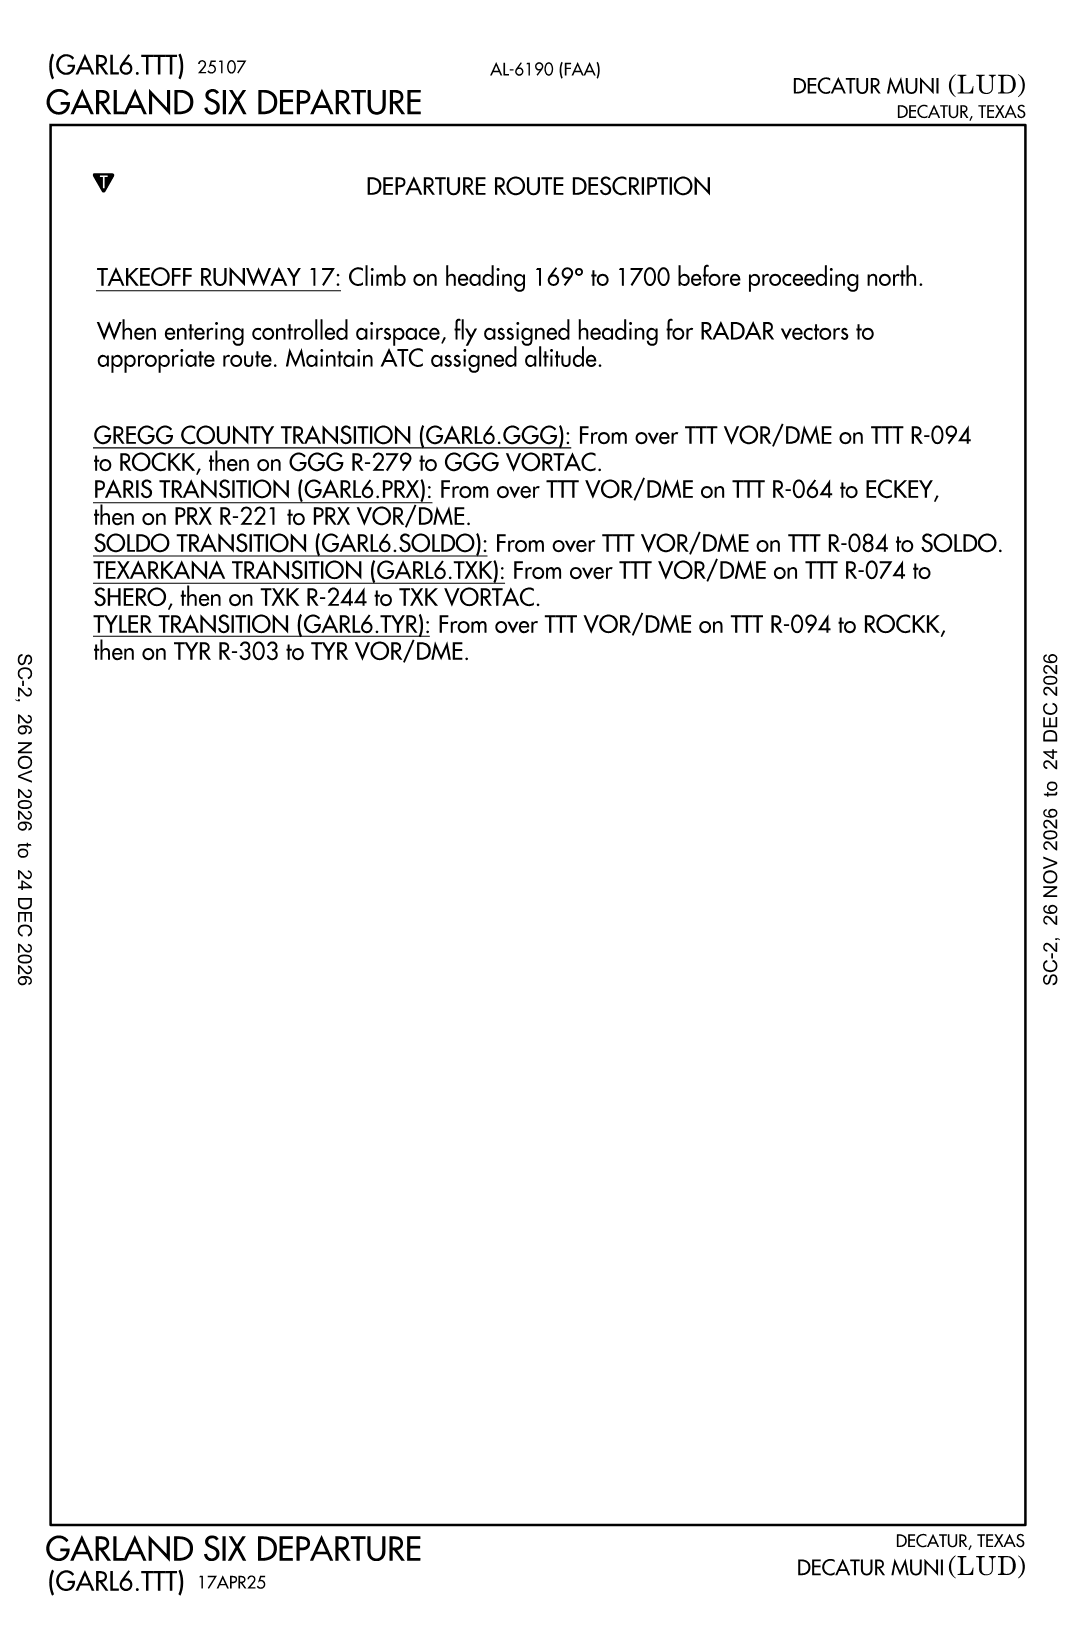 (GARL6.TTT) 25107
AL-6190 (FAA)
DECATUR MUNI (LUD)
GARLAND SIX DEPARTURE
DECATUR, TEXAS
T
DEPARTURE ROUTE DESCRIPTION
TAKEOFF RUNWAY 17: Climb on heading 169° to 1700 before proceeding north.
When entering controlled airspace, fly assigned heading for RADAR vectors to
appropriate route. Maintain ATC assigned altitude.
GREGG COUNTY TRANSITION (GARL6.GGG): From over TTT VOR/DME on TTT R-094
to ROCKK, then on GGG R-279 to GGG VORTAC.
PARIS TRANSITION (GARL6.PRX): From over TTT VOR/DME on TTT R-064 to ECKEY,
then on PRX R-221 to PRX VOR/DME.
SOLDO TRANSITION (GARL6.SOLDO): From over TTT VOR/DME on TTT R-084 to SOLDO.
TEXARKANA TRANSITION (GARL6.TXK): From over TTT VOR/DME on TTT R-074 to
SHERO, then on TXK R-244 to TXK VORTAC.
TYLER TRANSITION (GARL6.TYR): From over TTT VOR/DME on TTT R-094 to ROCKK,
then on TYR R-303 to TYR VOR/DME.
SC-2, 26 NOV 2026 to 24 DEC 2026
SC-2, 26 NOV 2026 to 24 DEC 2026
GARLAND SIX DEPARTURE
DECATUR, TEXAS
(GARL6.TTT) 17APR25
DECATUR MUNI (LUD)